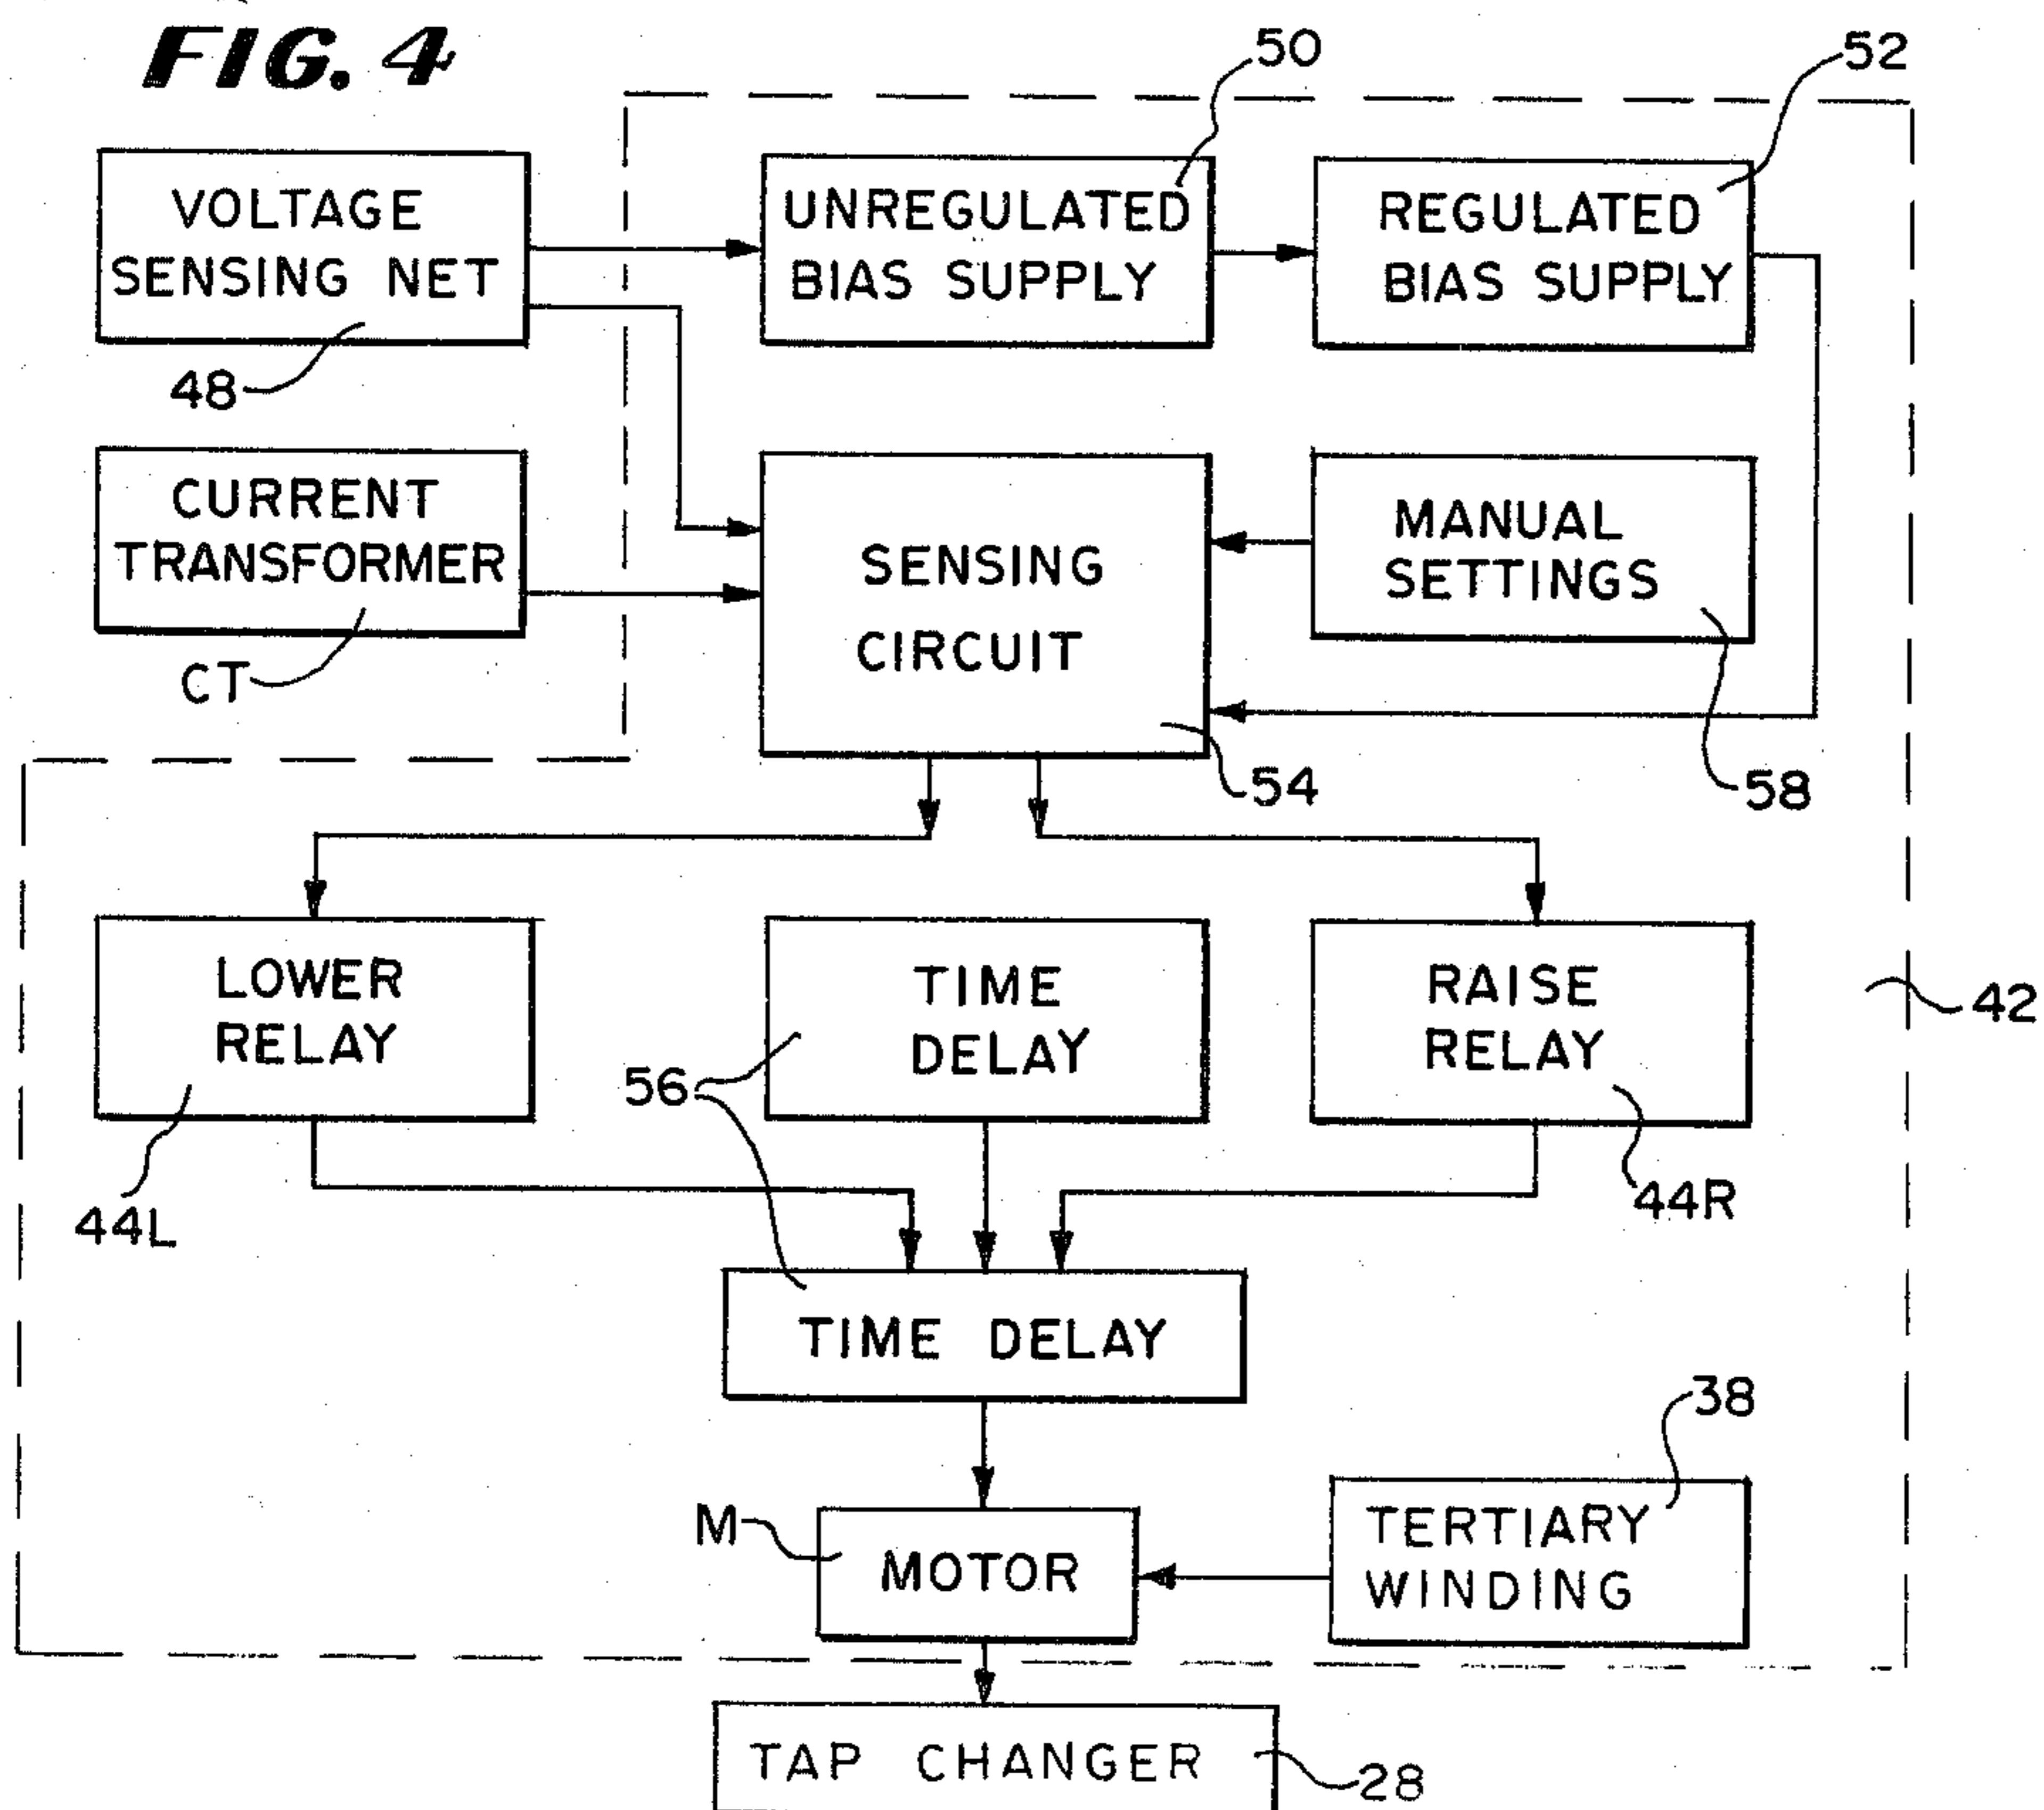 FIG. 4
50
52
VOLTAGE
SENSING NET
UNREGULATED
BIAS SUPPLY
REGULATED
BIAS SUPPLY
48
CURRENT
TRANSFORMER
SENSING
CIRCUIT
MANUAL
SETTINGS
CT
54
58
LOWER
RELAY
TIME
DELAY
RAISE
RELAY
42
56
44L
44R
TIME DELAY
38
M
MOTOR
TERTIARY
WINDING
TAP CHANGER
28